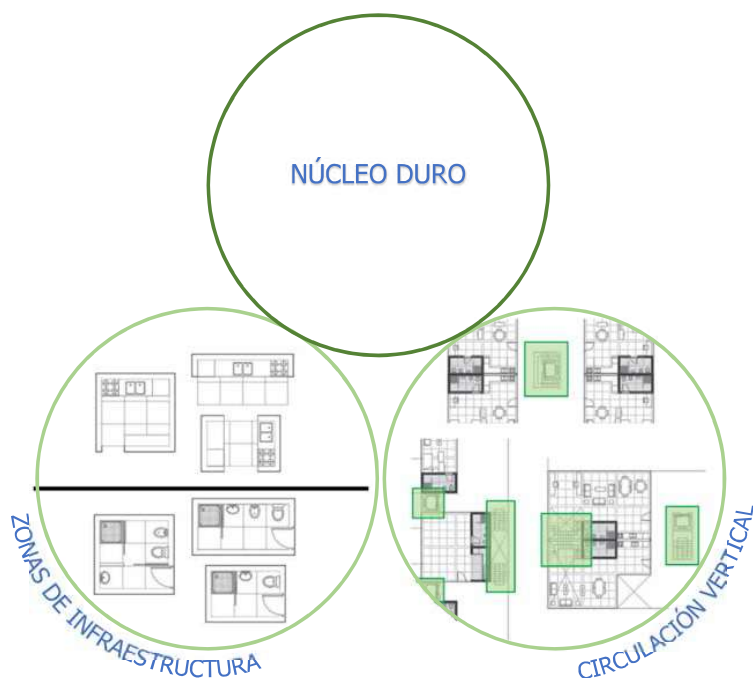 NÚCLEO DURO
ZONAS DE INFRAESTRUCTURA
CIRCULACIÓN VERTICAL